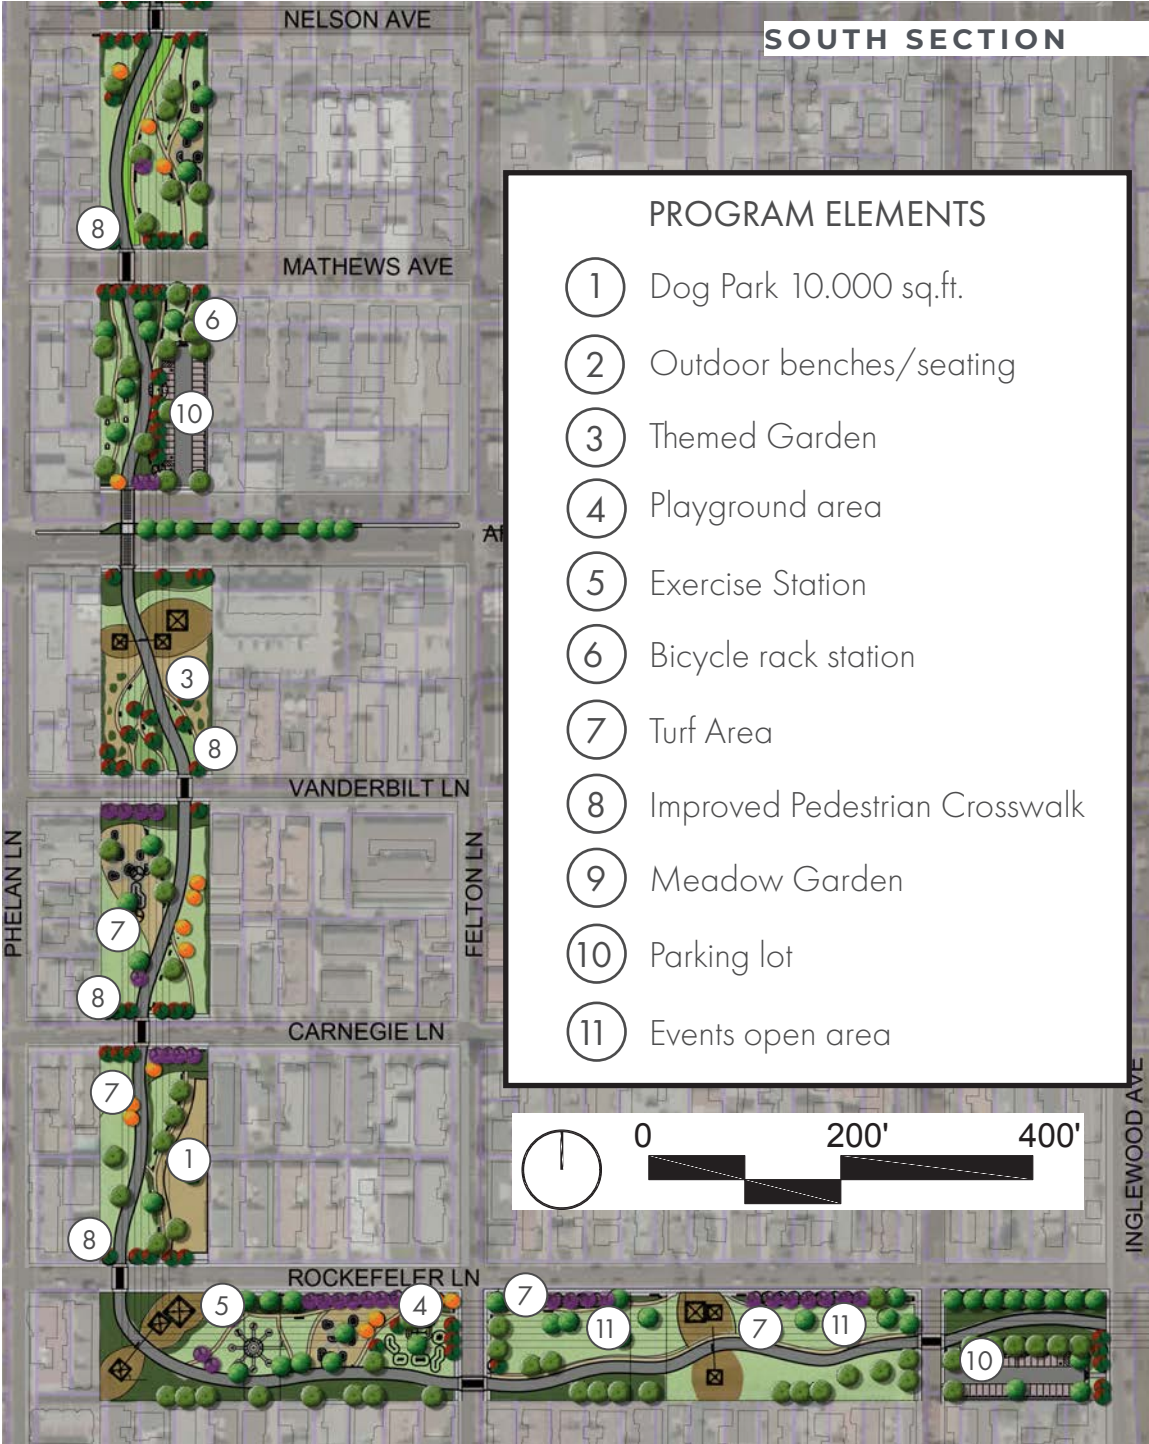 NELSON AVE
SOUTH SECTION
8
MATHEWS AVE
6
10
3
8
VANDERBILT LN
PHELAN LN
FELTON LN
7
8
CARNEGIE LN
7
1
8
ROCKEFELER LN
5
4
7
11
7
11
10
INGLEWOOD AVE
PROGRAM ELEMENTS
1 Dog Park 10.000 sq.ft.
2 Outdoor benches/seating
3 Themed Garden
4 Playground area
5 Exercise Station
6 Bicycle rack station
7 Turf Area
8 Improved Pedestrian Crosswalk
9 Meadow Garden
10 Parking lot
11 Events open area
0 200' 400'